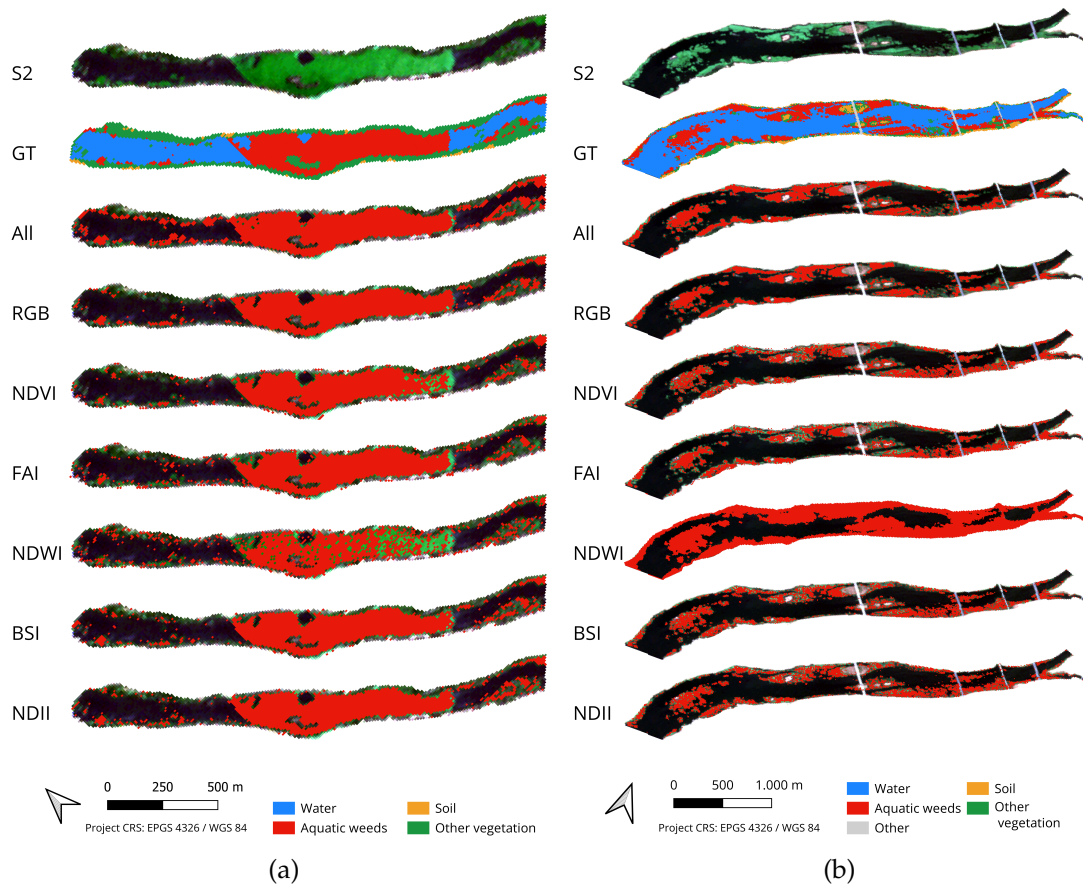 S2
GT
All
RGB
NDVI
FAI
NDWI
BSI
NDII
0 250 500 m
Project CRS: EPGS 4326 / WGS 84
Water
Soil
Aquatic weeds
Other vegetation
(a)
S2
GT
All
RGB
NDVI
FAI
NDWI
BSI
NDII
0 500 1.000 m
Project CRS: EPGS 4326 / WGS 84
Water
Soil
Aquatic weeds
Other
vegetation
Other
(b)